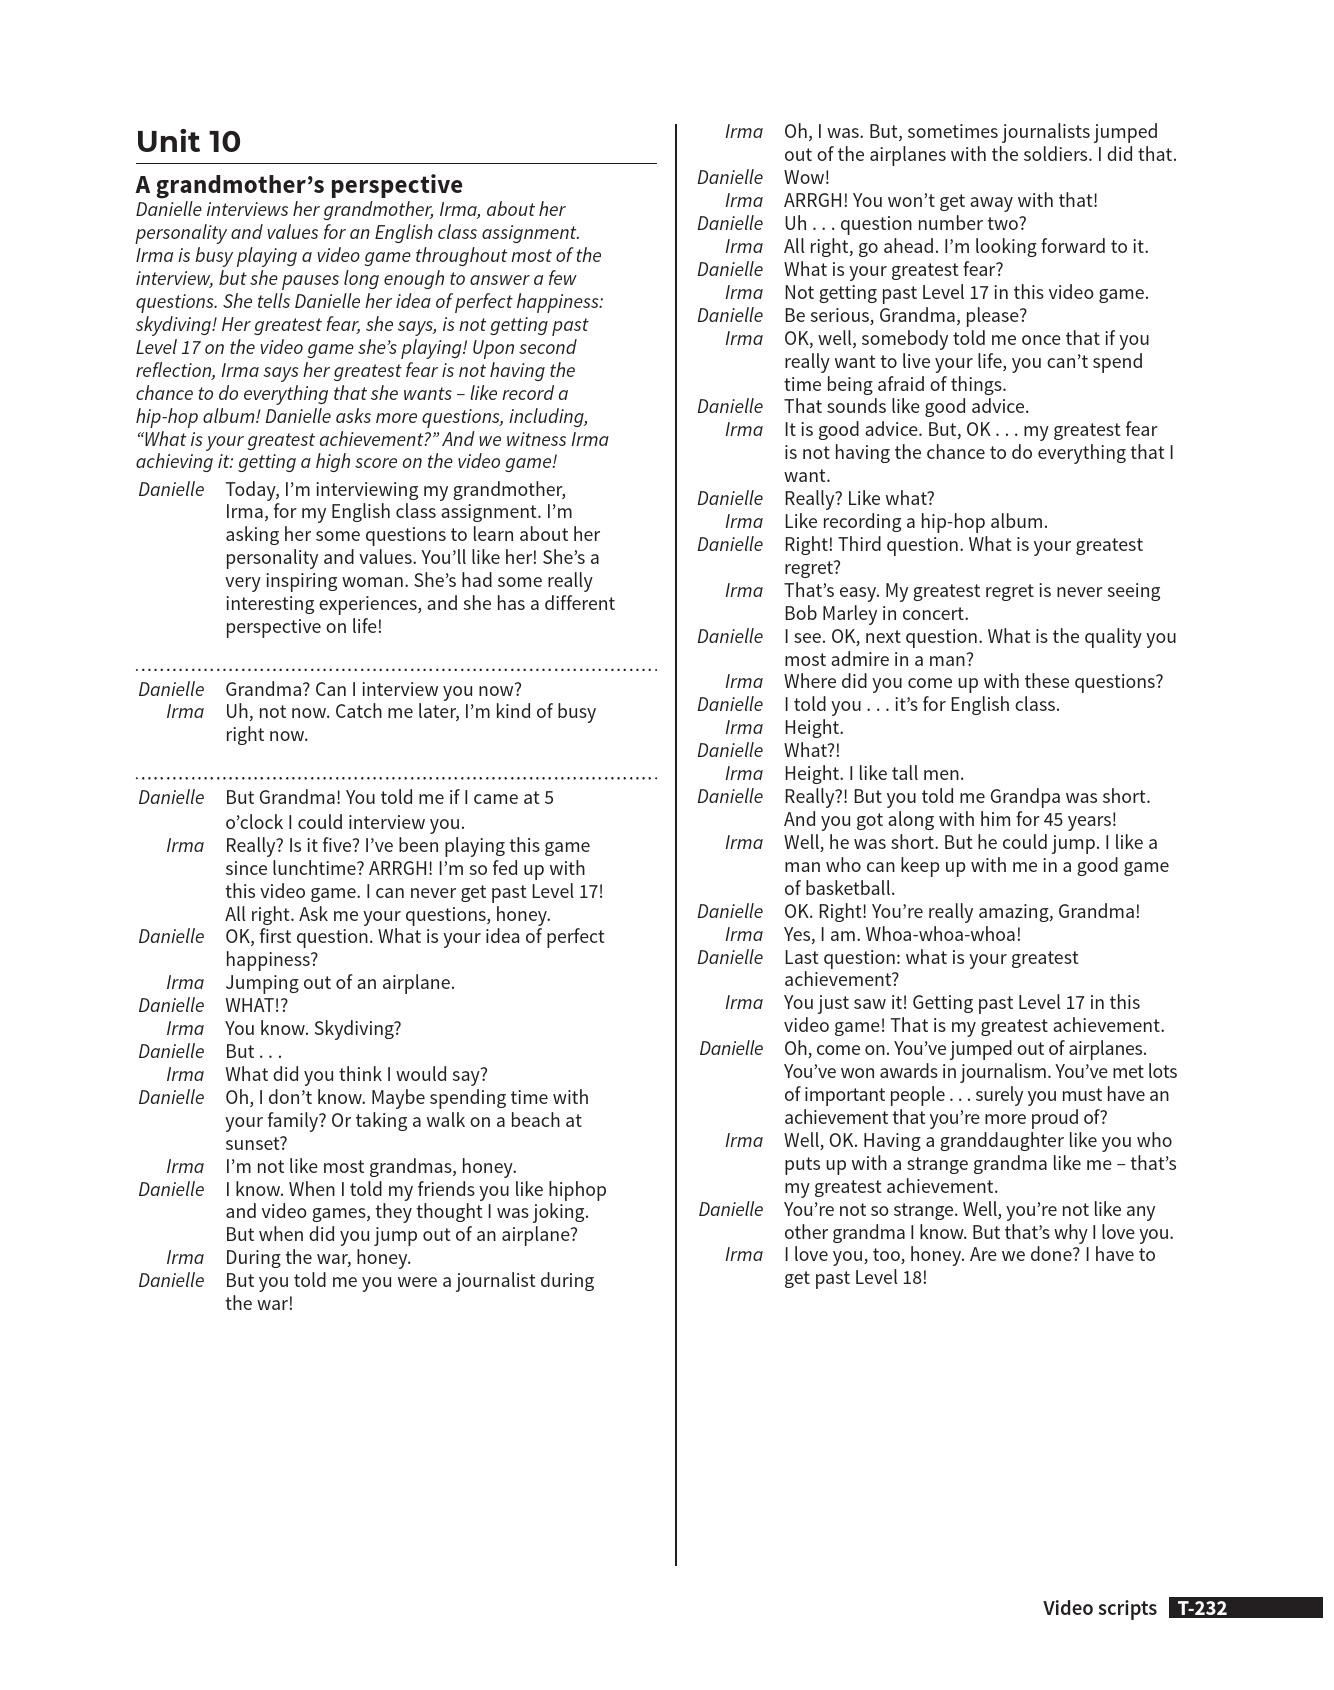 Unit 10
A grandmother’s perspective
Danielle interviews her grandmother, Irma, about her
personality and values for an English class assignment.
Irma is busy playing a video game throughout most of the
interview, but she pauses long enough to answer a few
questions. She tells Danielle her idea of perfect happiness:
skydiving! Her greatest fear, she says, is not getting past
Level 17 on the video game she’s playing! Upon second
reflection, Irma says her greatest fear is not having the
chance to do everything that she wants – like record a
hip-hop album! Danielle asks more questions, including,
“What is your greatest achievement?” And we witness Irma
achieving it: getting a high score on the video game!
Danielle Today, I’m interviewing my grandmother,
Irma, for my English class assignment. I’m
asking her some questions to learn about her
personality and values. You’ll like her! She’s a
very inspiring woman. She’s had some really
interesting experiences, and she has a different
perspective on life!
Danielle Grandma? Can I interview you now?
Irma Uh, not now. Catch me later, I’m kind of busy
right now.
Danielle But Grandma! You told me if I came at 5
o’clock I could interview you.
Irma Really? Is it five? I’ve been playing this game
since lunchtime? ARRGH! I’m so fed up with
this video game. I can never get past Level 17!
All right. Ask me your questions, honey.
Danielle OK, first question. What is your idea of perfect
happiness?
Irma Jumping out of an airplane.
Danielle WHAT!?
Irma You know. Skydiving?
Danielle But . . .
Irma What did you think I would say?
Danielle Oh, I don’t know. Maybe spending time with
your family? Or taking a walk on a beach at
sunset?
Irma I’m not like most grandmas, honey.
Danielle I know. When I told my friends you like hiphop
and video games, they thought I was joking.
But when did you jump out of an airplane?
Irma During the war, honey.
Danielle But you told me you were a journalist during
the war!
Irma Oh, I was. But, sometimes journalists jumped
out of the airplanes with the soldiers. I did that.
Danielle Wow!
Irma ARRGH! You won’t get away with that!
Danielle Uh . . . question number two?
Irma All right, go ahead. I’m looking forward to it.
Danielle What is your greatest fear?
Irma Not getting past Level 17 in this video game.
Danielle Be serious, Grandma, please?
Irma OK, well, somebody told me once that if you
really want to live your life, you can’t spend
time being afraid of things.
Danielle That sounds like good advice.
Irma It is good advice. But, OK . . . my greatest fear
is not having the chance to do everything that I
want.
Danielle Really? Like what?
Irma Like recording a hip-hop album.
Danielle Right! Third question. What is your greatest
regret?
Irma That’s easy. My greatest regret is never seeing
Bob Marley in concert.
Danielle I see. OK, next question. What is the quality you
most admire in a man?
Irma Where did you come up with these questions?
Danielle I told you . . . it’s for English class.
Irma Height.
Danielle What?!
Irma Height. I like tall men.
Danielle Really?! But you told me Grandpa was short.
And you got along with him for 45 years!
Irma Well, he was short. But he could jump. I like a
man who can keep up with me in a good game
of basketball.
Danielle OK. Right! You’re really amazing, Grandma!
Irma Yes, I am. Whoa-whoa-whoa!
Danielle Last question: what is your greatest
achievement?
Irma You just saw it! Getting past Level 17 in this
video game! That is my greatest achievement.
Danielle Oh, come on. You’ve jumped out of airplanes.
You’ve won awards in journalism. You’ve met lots
of important people . . . surely you must have an
achievement that you’re more proud of?
Irma Well, OK. Having a granddaughter like you who
puts up with a strange grandma like me – that’s
my greatest achievement.
Danielle You’re not so strange. Well, you’re not like any
other grandma I know. But that’s why I love you.
Irma I love you, too, honey. Are we done? I have to
get past Level 18!
Video scripts T-232